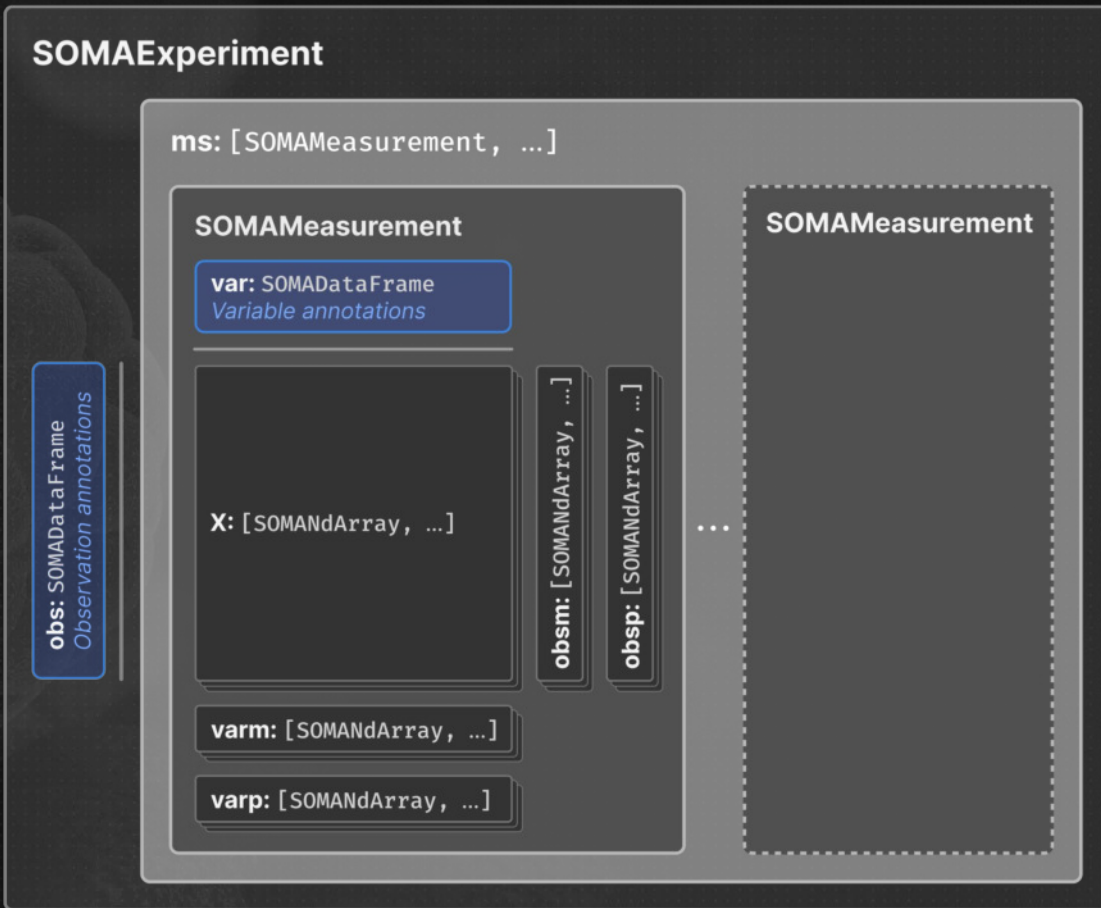 SOMAExperiment
ms: [SOMAMeasurement, …]
SOMAMeasurement
var: SOMADataFrame
Variable annotations
obs: SOMADataFrame
Observation annotations
X: [SOMANdArray, …]
obsm: [SOMANdArray, …]
obsp: [SOMANdArray, …]
varm: [SOMANdArray, …]
varp: [SOMANdArray, …]
…
SOMAMeasurement